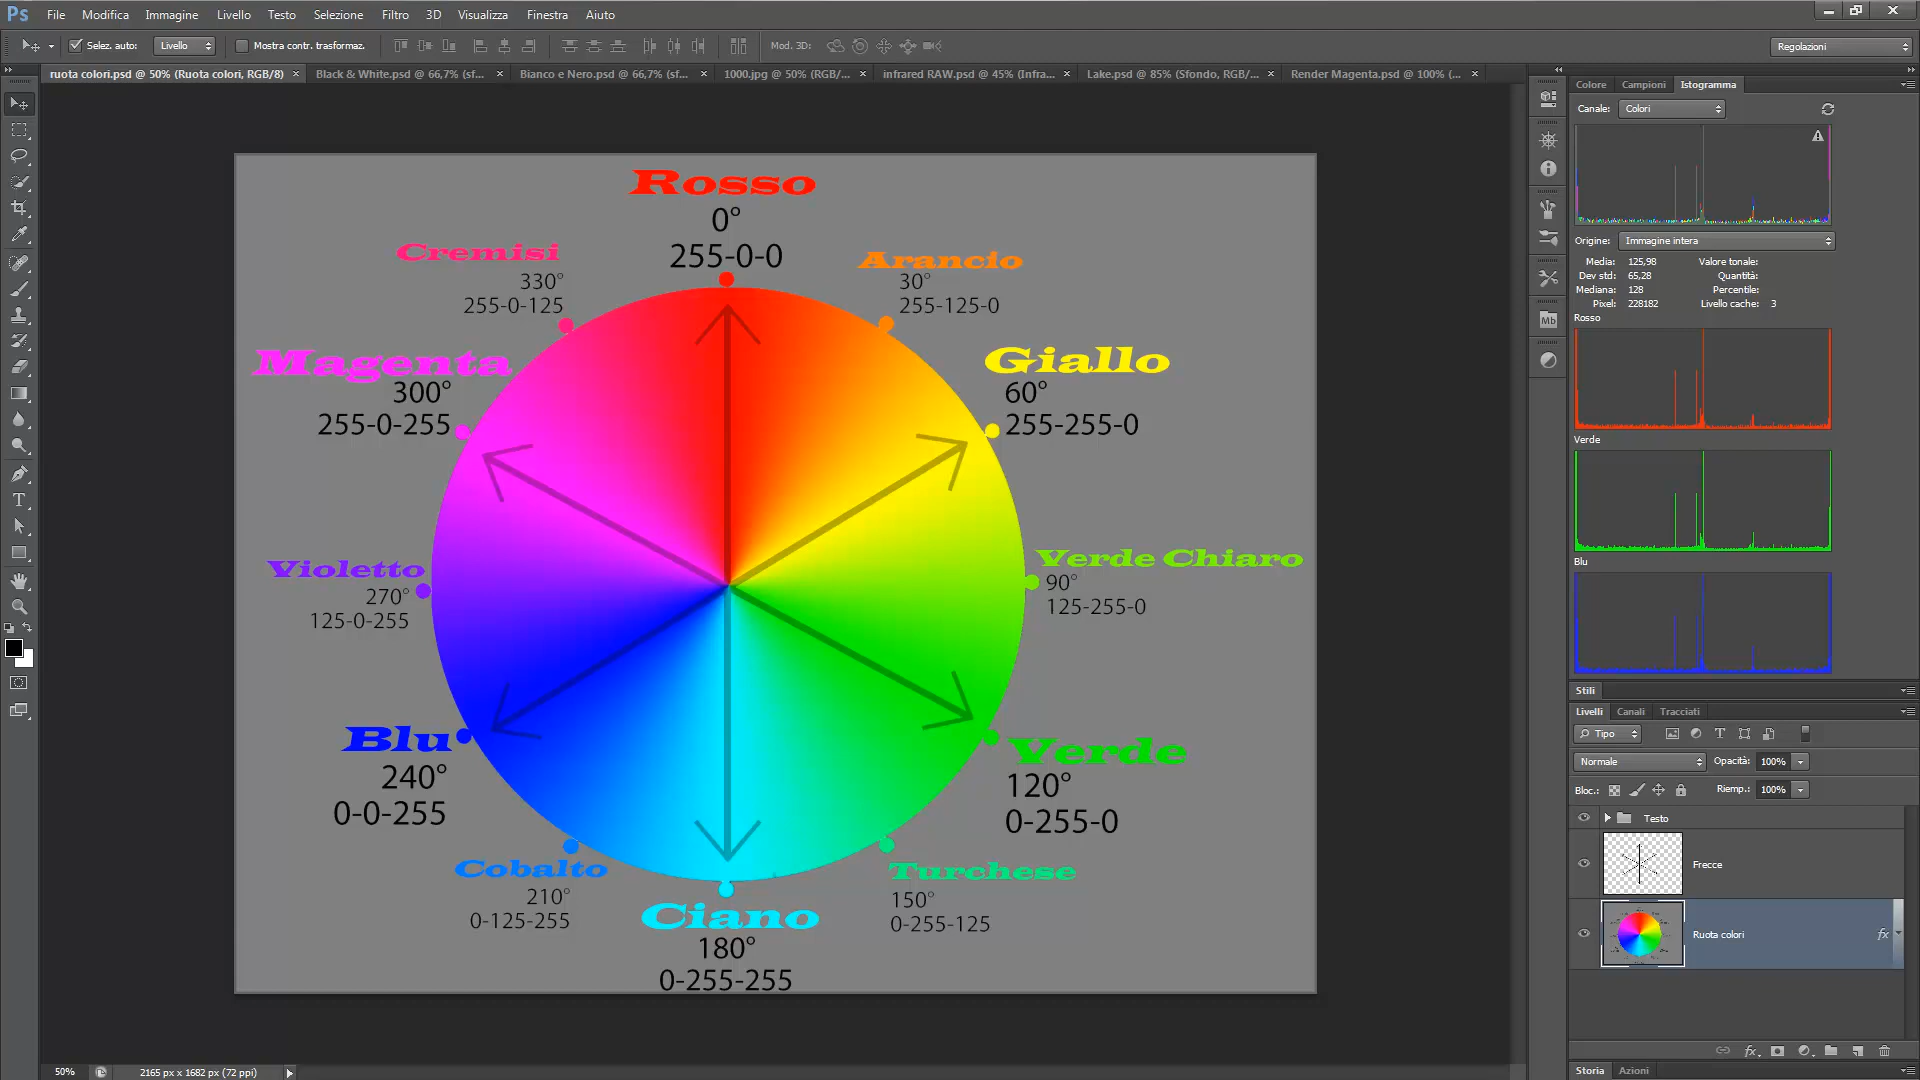 Ps File Modifica Immagine Livello Testo Selezione Filtro 3D Visualizza Finestra Aiuto
Selez. auto: Livello Mostra contr. trasformaz. Mod. 3D: Regolazioni
ruota colori.psd @ 50% (Ruota colori, RGB/8) × Black & White.psd @ 66,7% (sf... × Bianco e Nero.psd @ 66,7% (sf... × 1000.jpg @ 50% (RGB/... × infrared RAW.psd @ 45% (Infra... × Lake.psd @ 85% (Sfondo, RGB/... × Render Magenta.psd @ 100% (... ×
Rosso
0°
255-0-0
Cremisi
330°
255-0-125
Arancio
30°
255-125-0
Magenta
300°
255-0-255
Giallo
60°
255-255-0
Violetto
270°
125-0-255
Verde Chiaro
90°
125-255-0
Blu
240°
0-0-255
Verde
120°
0-255-0
Cobalto
210°
0-125-255
Turchese
150°
0-255-125
Ciano
180°
0-255-255
50% 2165 px x 1682 px (72 ppi)
Colore Campioni Istogramma
Canale: Colori
Origine: Immagine intera
Media: 125,98 Valore tonale:
Dev std: 65,28 Quantità:
Mediana: 128 Percentile:
Pixel: 228182 Livello cache: 3
Rosso
Verde
Blu
Mb
Stili
Livelli Canali Tracciati
Tipo
Normale Opacità: 100%
Bloc.: Riemp.: 100%
Testo
Frecce
Ruota colori fx
fx
Storia Azioni